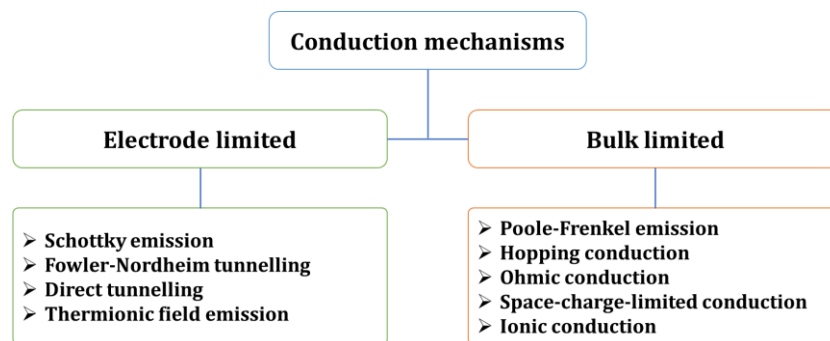 Conduction mechanisms
Electrode limited
Bulk limited
➢ Schottky emission
➢ Fowler-Nordheim tunnelling
➢ Direct tunnelling
➢ Thermionic field emission
➢ Poole-Frenkel emission
➢ Hopping conduction
➢ Ohmic conduction
➢ Space-charge-limited conduction
➢ Ionic conduction